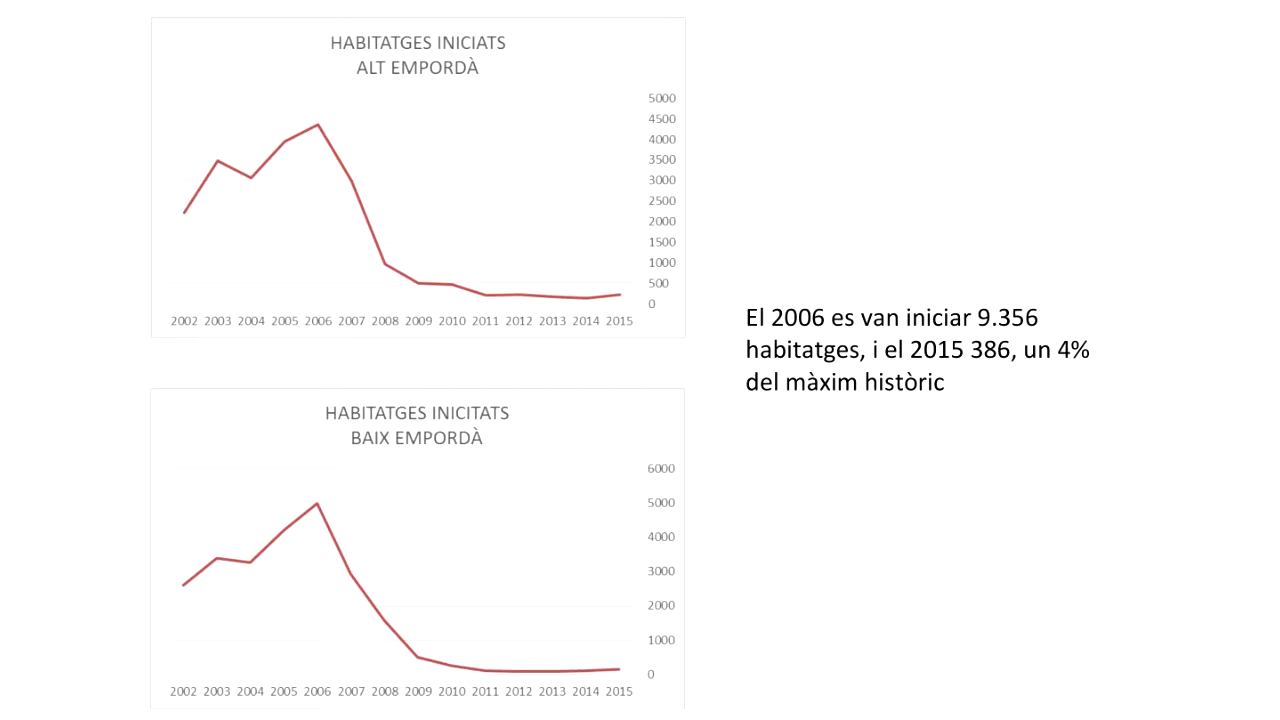 HABITATGES INICIATS
ALT EMPORDÀ
5000
4500
4000
3500
3000
2500
2000
1500
1000
500
0
2002 2003 2004 2005 2006 2007 2008 2009 2010 2011 2012 2013 2014 2015
El 2006 es van iniciar 9.356
habitatges, i el 2015 386, un 4%
del màxim històric
HABITATGES INICITATS
BAIX EMPORDÀ
6000
5000
4000
3000
2000
1000
0
2002 2003 2004 2005 2006 2007 2008 2009 2010 2011 2012 2013 2014 2015